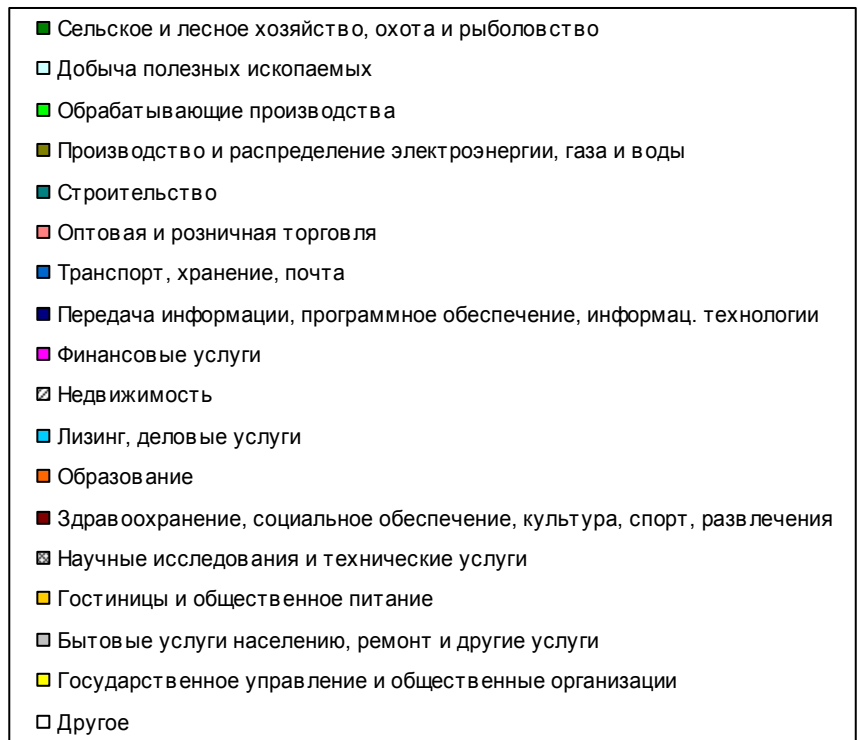 Сельское и лесное хозяйство, охота и рыболовство
Добыча полезных ископаемых
Обрабатывающие производства
Производство и распределение электроэнергии, газа и воды
Строительство
Оптовая и розничная торговля
Транспорт, хранение, почта
Передача информации, программное обеспечение, информац. технологии
Финансовые услуги
Недвижимость
Лизинг, деловые услуги
Образование
Здравоохранение, социальное обеспечение, культура, спорт, развлечения
Научные исследования и технические услуги
Гостиницы и общественное питание
Бытовые услуги населению, ремонт и другие услуги
Государственное управление и общественные организации
Другое